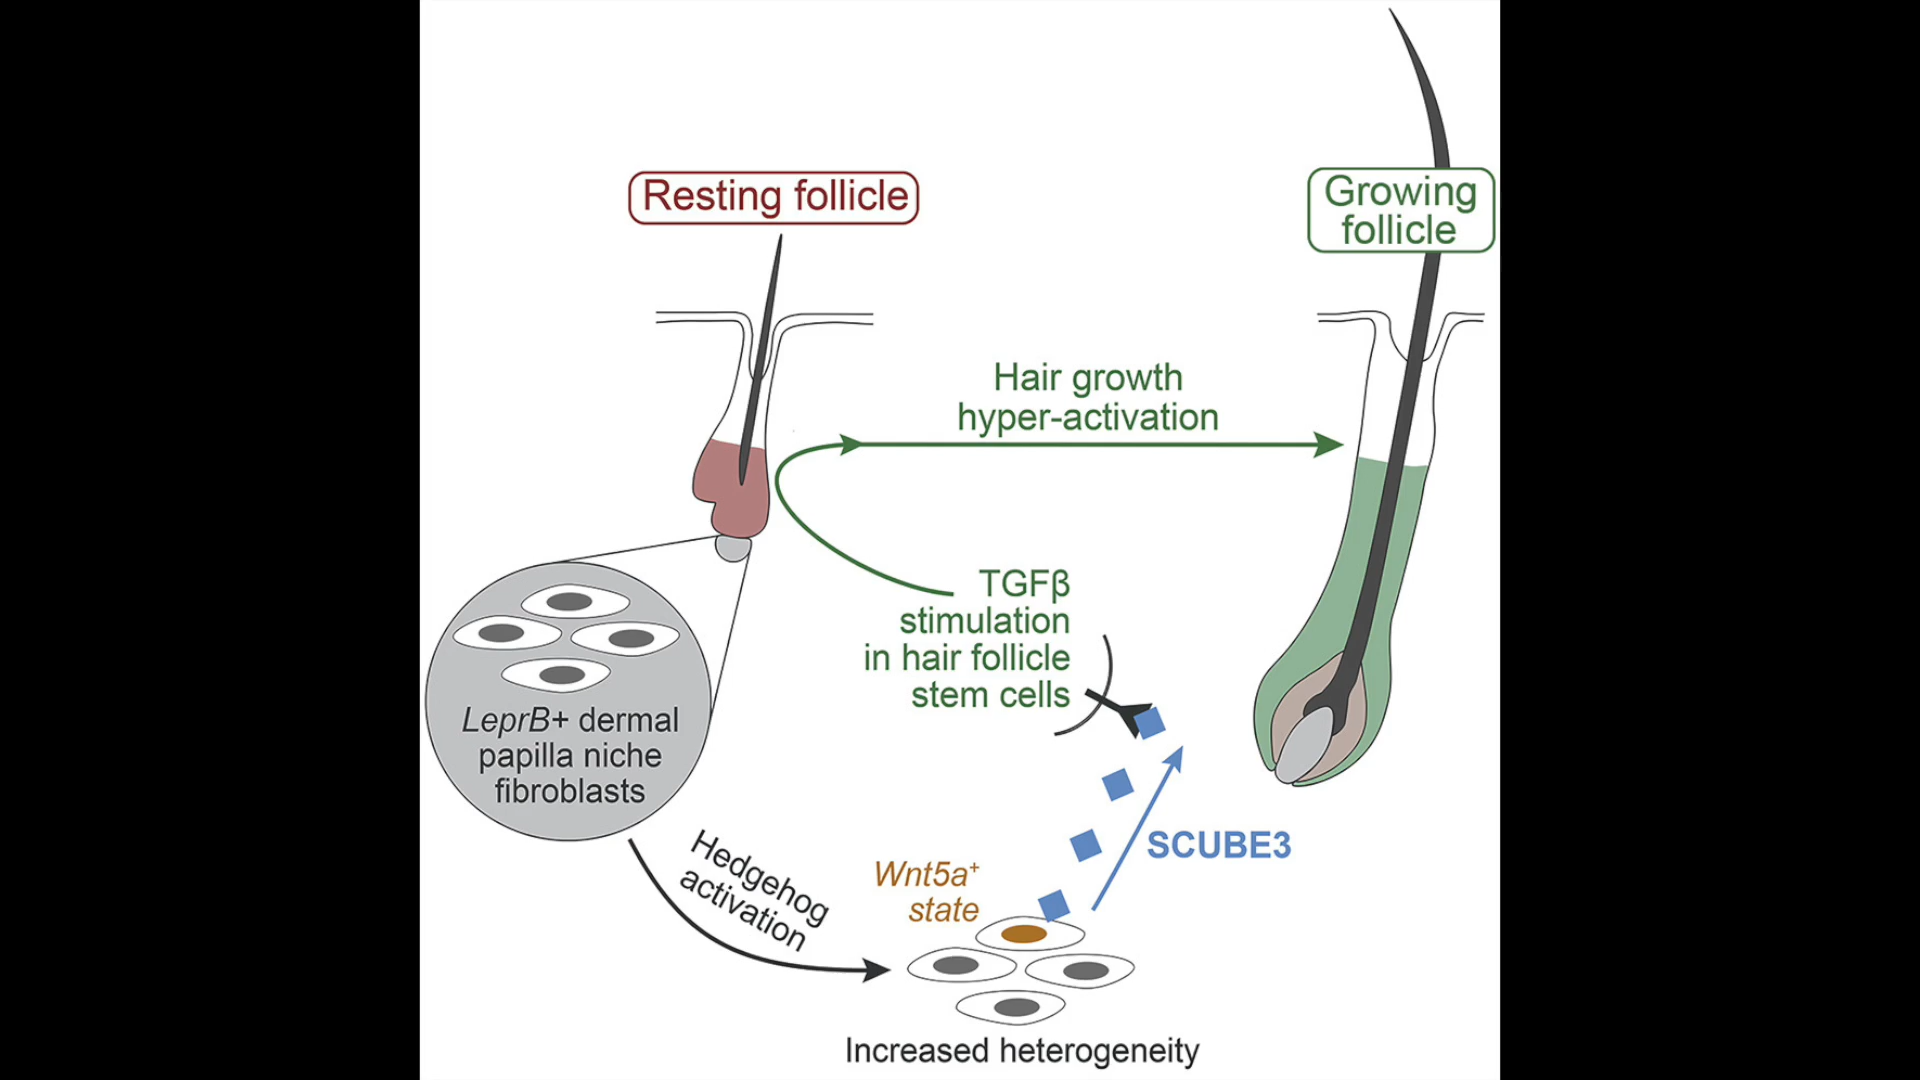 Resting follicle
Growing
follicle
Hair growth
hyper-activation
TGFβ
stimulation
in hair follicle
stem cells
LeprB+ dermal
papilla niche
fibroblasts
Hedgehog
activation
Wnt5a⁺
state
SCUBE3
Increased heterogeneity